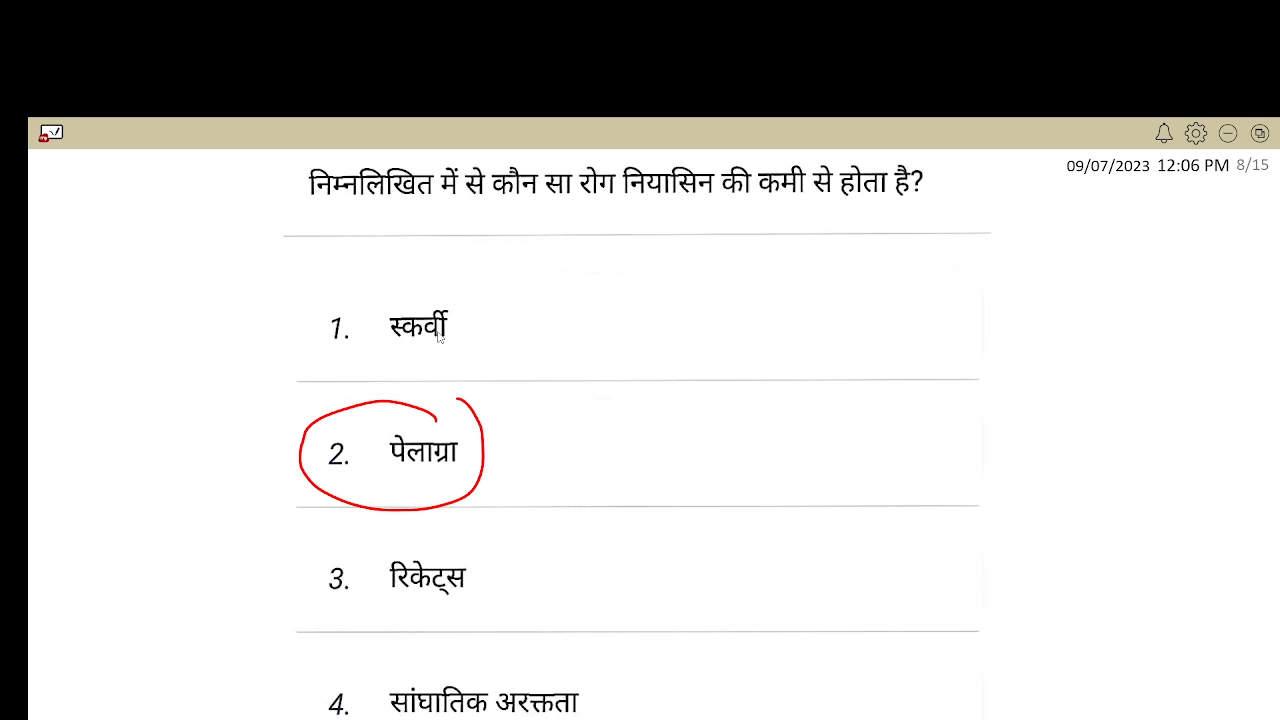 09/07/2023 12:06 PM 8/15
निम्नलिखित में से कौन सा रोग नियासिन की कमी से होता है?
1. स्कर्वी
2. पेलाग्रा
3. रिकेट्स
4. सांघातिक अरक्तता